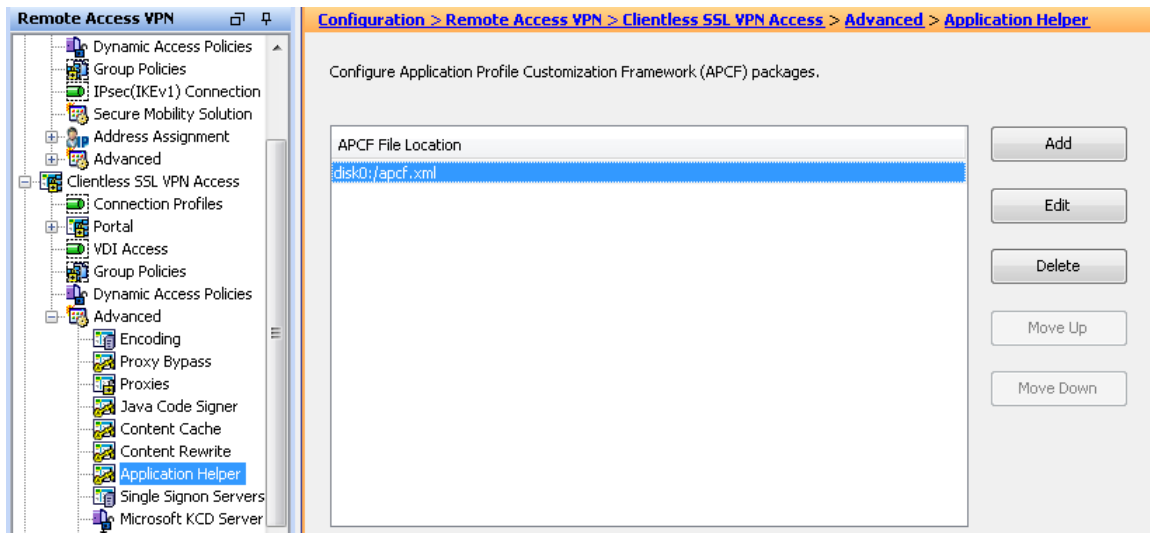 Remote Access VPN
Dynamic Access Policies
Group Policies
IPsec(IKEv1) Connection
Secure Mobility Solution
Address Assignment
Advanced
Clientless SSL VPN Access
Connection Profiles
Portal
VDI Access
Group Policies
Dynamic Access Policies
Advanced
Encoding
Proxy Bypass
Proxies
Java Code Signer
Content Cache
Content Rewrite
Application Helper
Single Signon Servers
Microsoft KCD Server
Configuration > Remote Access VPN > Clientless SSL VPN Access > Advanced > Application Helper
Configure Application Profile Customization Framework (APCF) packages.
APCF File Location
disk0:/apcf.xml
Add
Edit
Delete
Move Up
Move Down